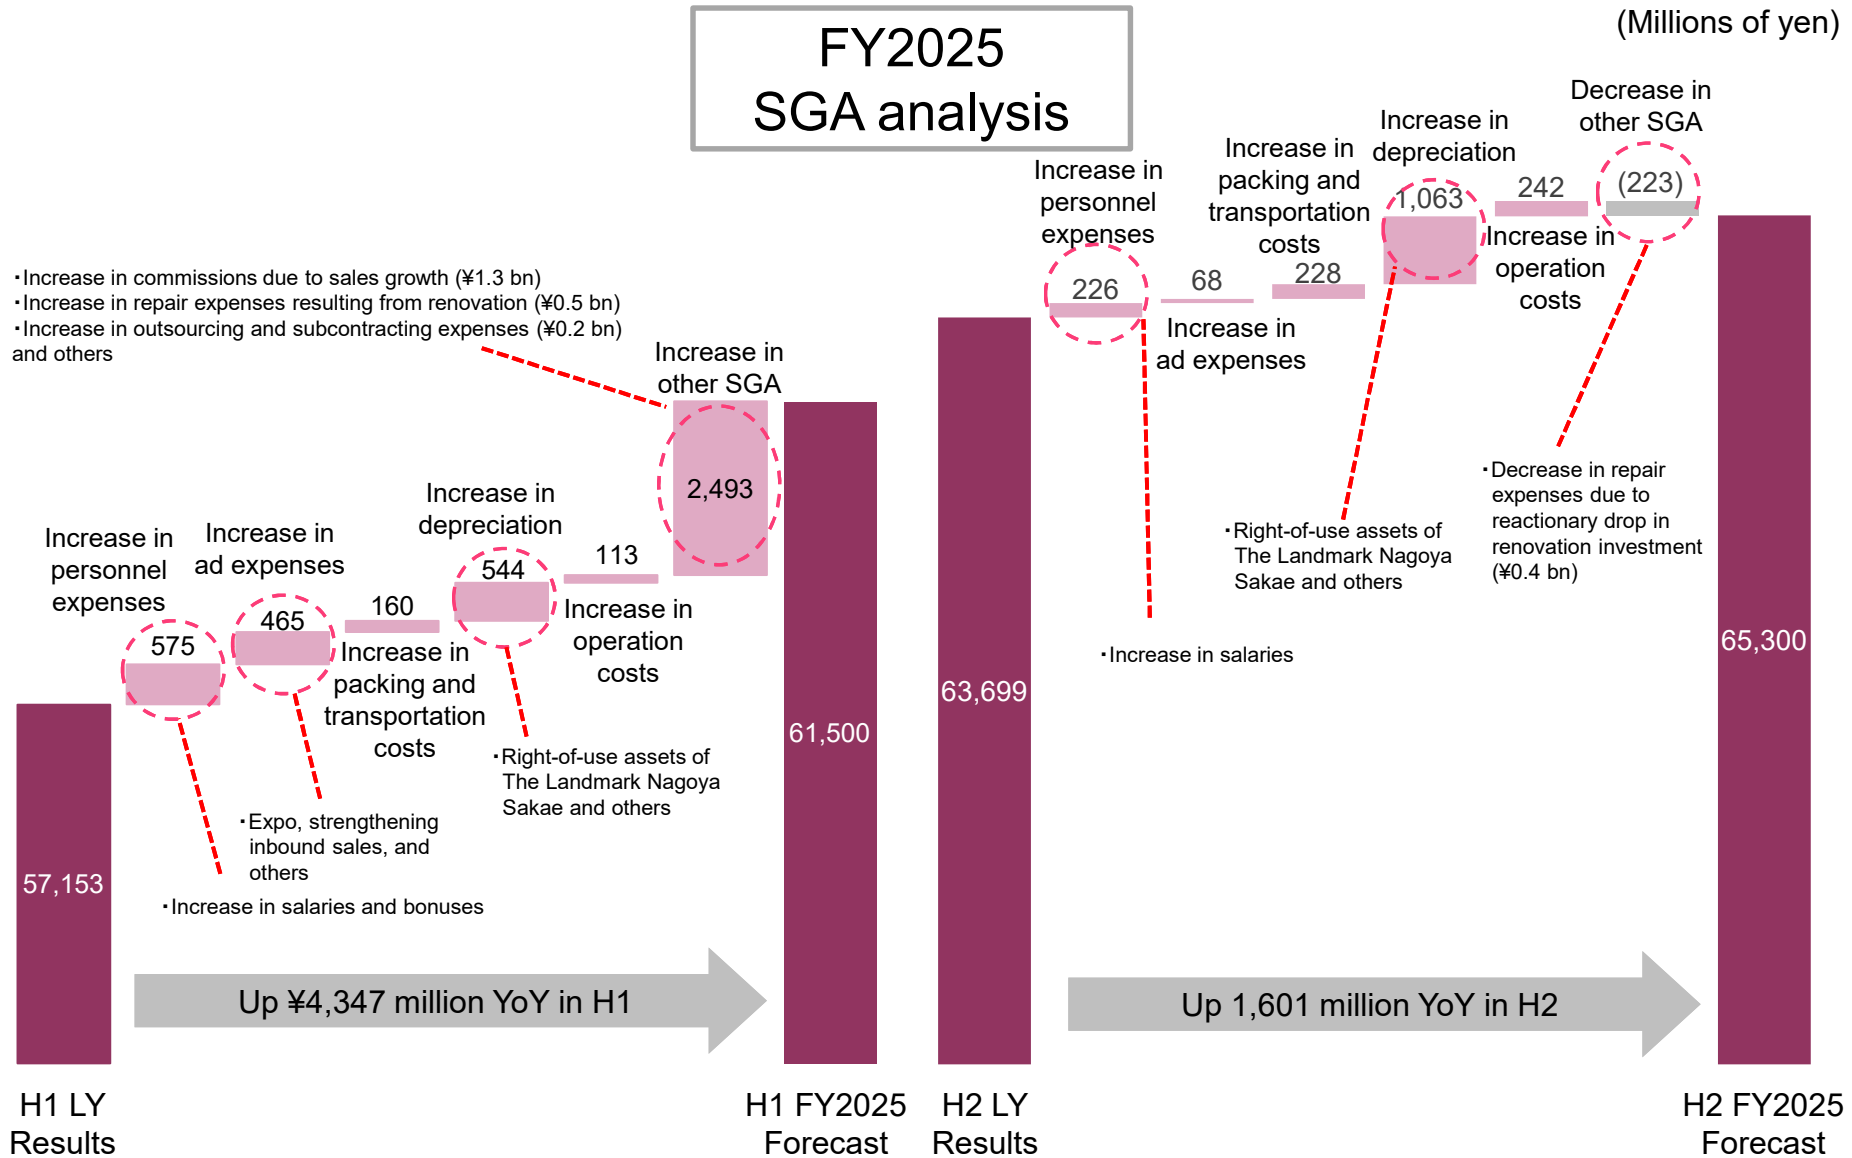 FY2025
SGA analysis
(Millions of yen)
・Increase in commissions due to sales growth (¥1.3 bn)
・Increase in repair expenses resulting from renovation (¥0.5 bn)
・Increase in outsourcing and subcontracting expenses (¥0.2 bn)
and others
57,153
Increase in
personnel
expenses
575
・Increase in salaries and bonuses
Increase in
ad expenses
465
・Expo, strengthening
inbound sales, and
others
160
Increase in
packing and
transportation
costs
Increase in
depreciation
544
・Right-of-use assets of
The Landmark Nagoya
Sakae and others
113
Increase in
operation
costs
Increase in
other SGA
2,493
61,500
Up ¥4,347 million YoY in H1
63,699
Increase in
personnel
expenses
226
・Increase in salaries
68
Increase in
ad expenses
Increase in
packing and
transportation
costs
228
Increase in
depreciation
1,063
・Right-of-use assets of
The Landmark Nagoya
Sakae and others
242
Increase in
operation
costs
Decrease in
other SGA
(223)
・Decrease in repair
expenses due to
reactionary drop in
renovation investment
(¥0.4 bn)
65,300
Up 1,601 million YoY in H2
H1 LY
Results
H1 FY2025
Forecast
H2 LY
Results
H2 FY2025
Forecast